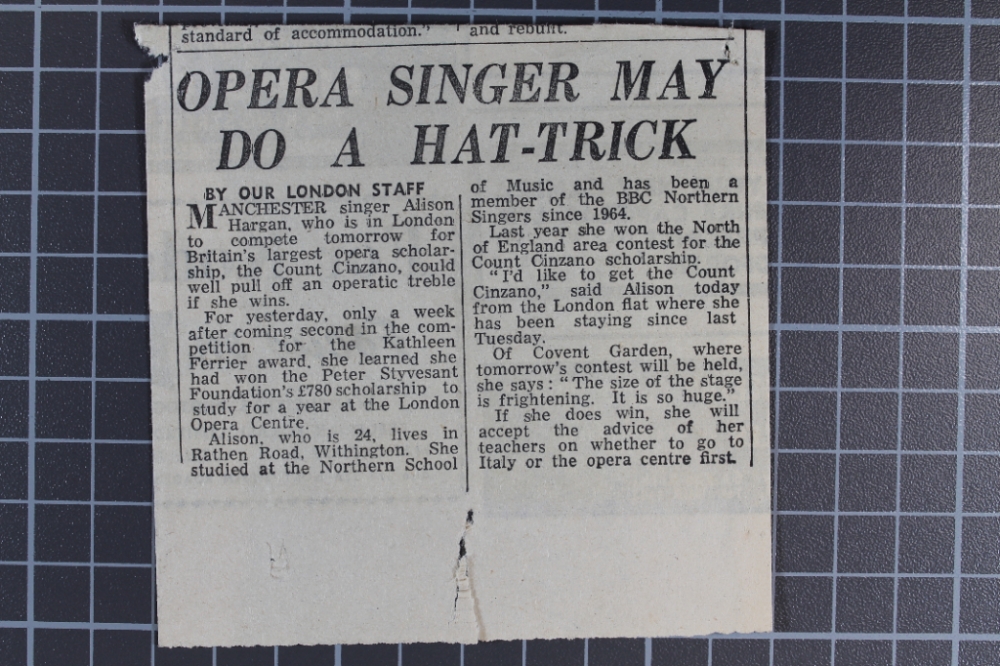 standard of accommodation."
and rebuilt.
OPERA SINGER MAY
DO A HAT-TRICK
BY OUR LONDON STAFF
MANCHESTER singer Alison
Hargan, who is in London
to compete tomorrow for
Britain's largest opera scholar-
ship, the Count Cinzano, could
well pull off an operatic treble
if she wins.
For yesterday, only a week
after coming second in the com-
petition for the Kathleen
Ferrier award, she learned she
had won the Peter Styvesant
Foundation's £780 scholarship to
study for a year at the London
Opera Centre.
Alison, who is 24, lives in
Rathen Road, Withington. She
studied at the Northern School
of Music and has been a
member of the BBC Northern
Singers since 1964.
Last year she won the North
of England area contest for the
Count Cinzano scholarship.
"I'd like to get the Count
Cinzano," said Alison today
from the London flat where she
has been staying since last
Tuesday.
Of Covent Garden, where
tomorrow's contest will be held,
she says: "The size of the stage
is frightening. It is so huge."
If she does win, she will
accept the advice of her
teachers on whether to go to
Italy or the opera centre first.